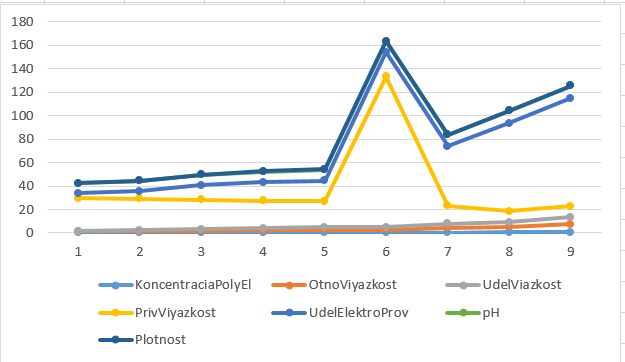 180
160
140
120
100
80
60
40
20
0
1 2 3 4 5 6 7 8 9
KoncentraciaPolyEl OtnoViyazkost UdelViazkost
PrivViyazkost UdelElektroProv pH
Plotnost